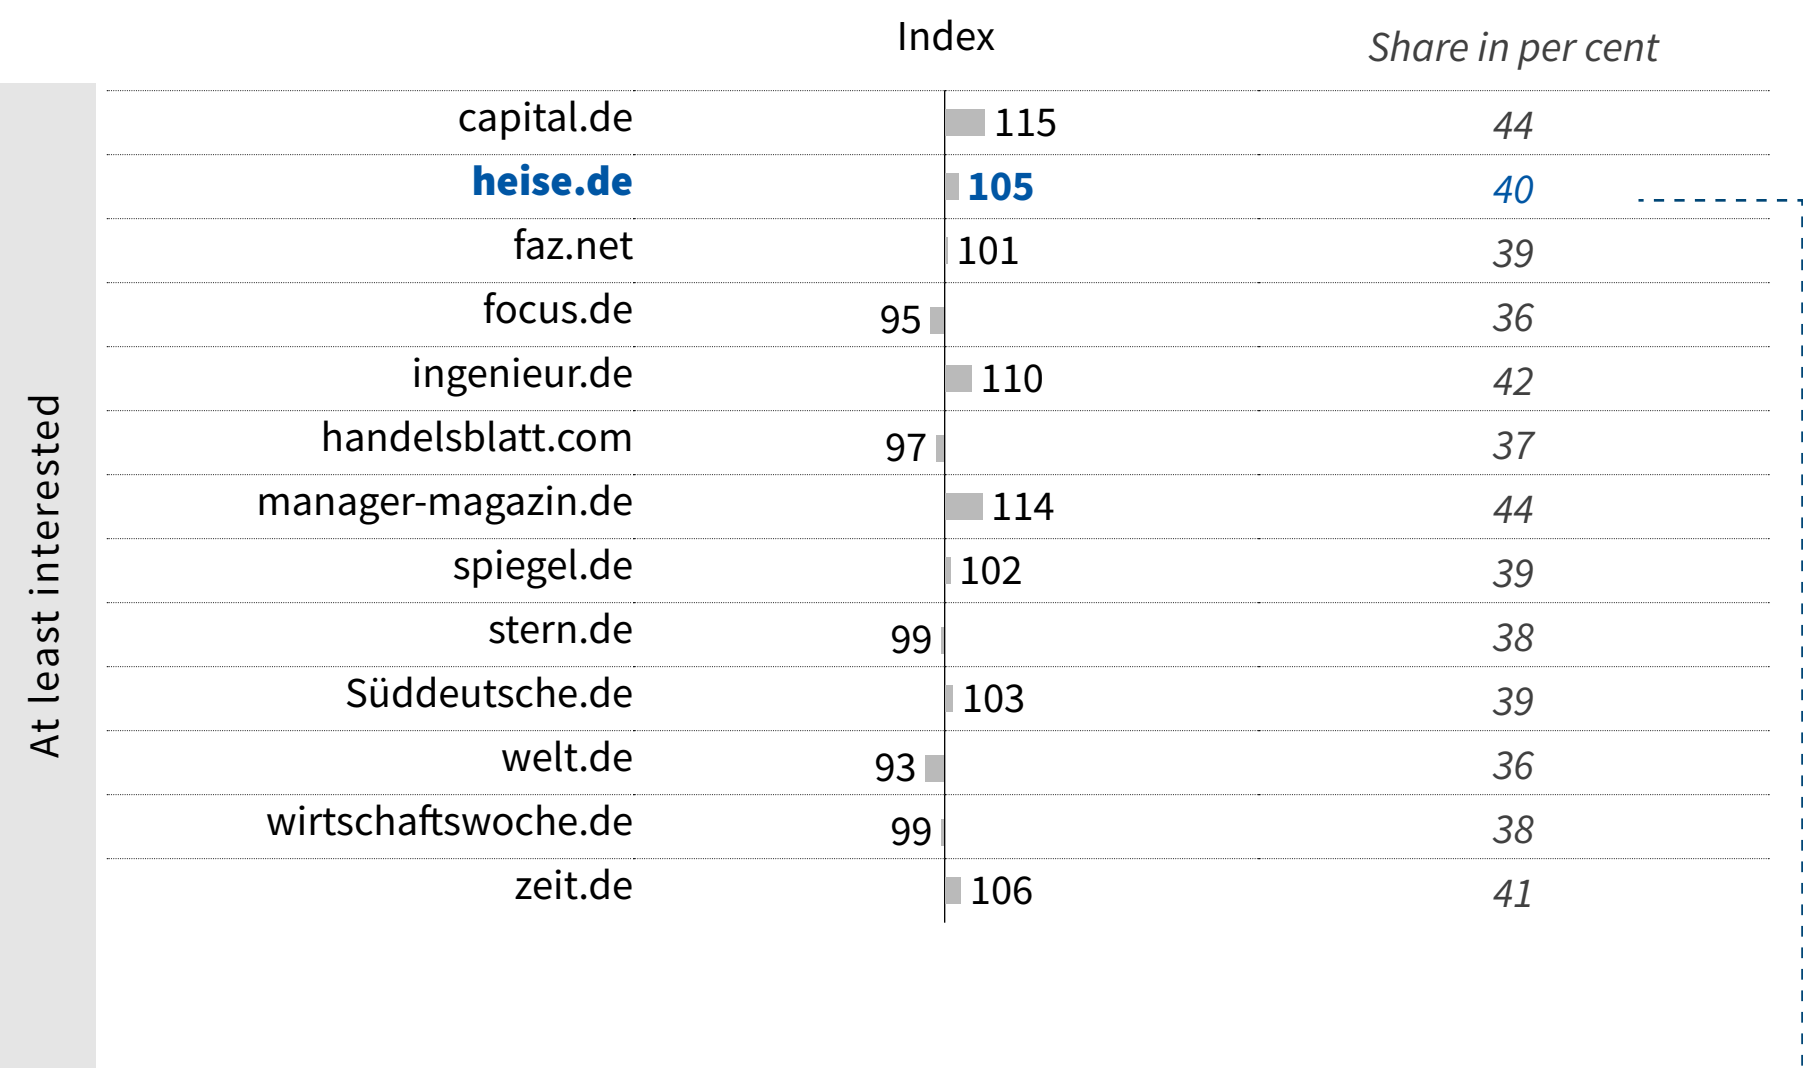 Index Share in per cent
At least interested
capital.de 115 44
heise.de 105 40
faz.net 101 39
focus.de 95 36
ingenieur.de 110 42
handelsblatt.com 97 37
manager-magazin.de 114 44
spiegel.de 102 39
stern.de 99 38
Süddeutsche.de 103 39
welt.de 93 36
wirtschaftswoche.de 99 38
zeit.de 106 41